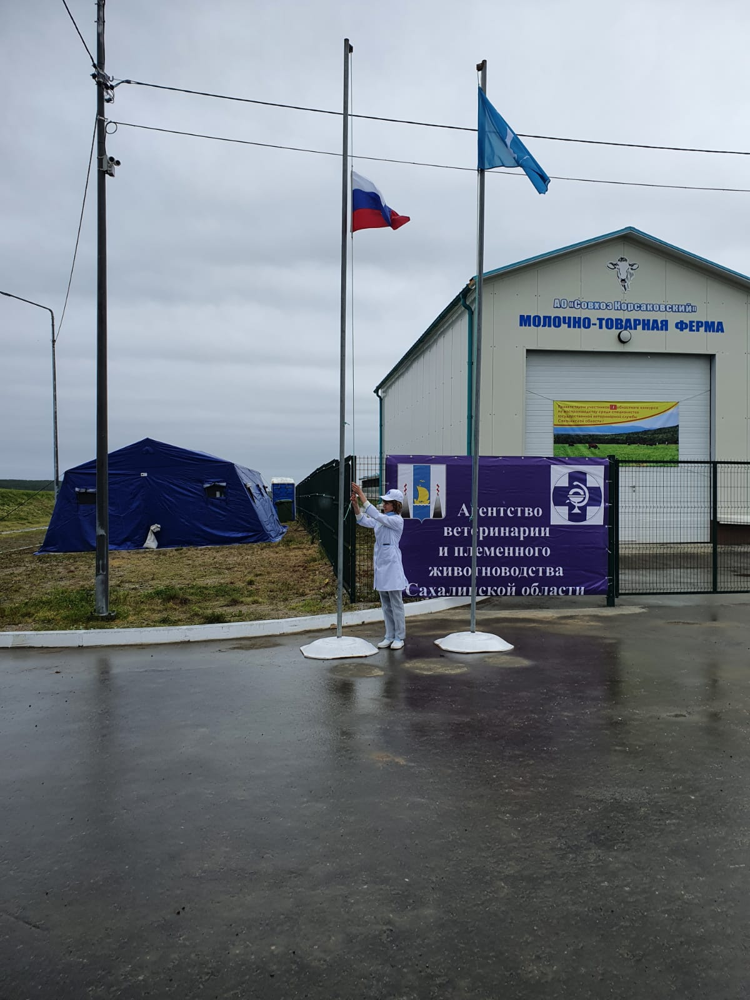 АО «Совхоз Корсаковский»
МОЛОЧНО-ТОВАРНАЯ ФЕРМА
Приветствуем участников I областного конкурса
по воспроизводству среди специалистов
государственной ветеринарной службы
Сахалинской области!
Агентство
ветеринарии
и племенного
животноводства
Сахалинской области